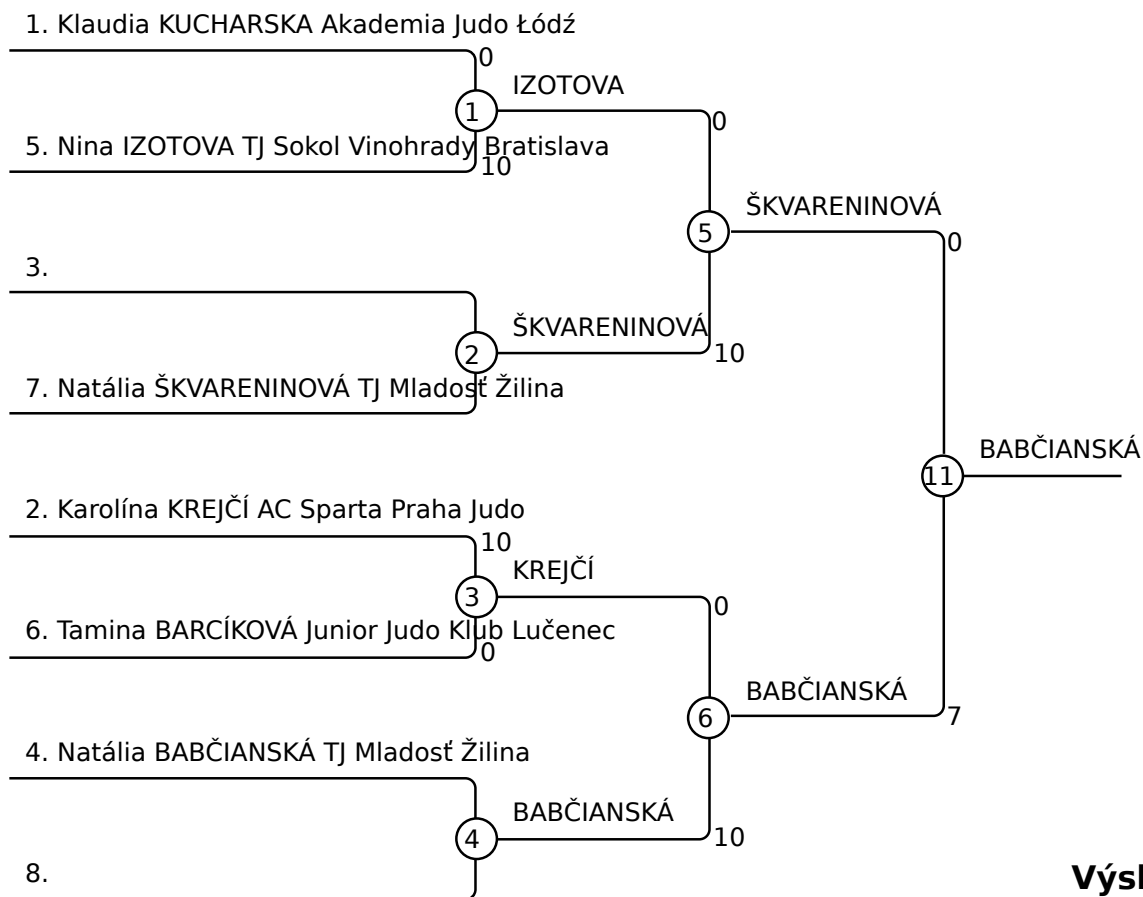 1. Klaudia KUCHARSKA Akademia Judo Łódź
0
IZOTOVA
1
0
5. Nina IZOTOVA TJ Sokol Vinohrady Bratislava
10
ŠKVARENINOVÁ
5
0
3.
ŠKVARENINOVÁ
2
10
7. Natália ŠKVARENINOVÁ TJ Mladosť Žilina
BABČIANSKÁ
11
2. Karolína KREJČÍ AC Sparta Praha Judo
10
KREJČÍ
3
0
6. Tamina BARCÍKOVÁ Junior Judo Klub Lučenec
0
BABČIANSKÁ
6
7
4. Natália BABČIANSKÁ TJ Mladosť Žilina
BABČIANSKÁ
4
10
8.